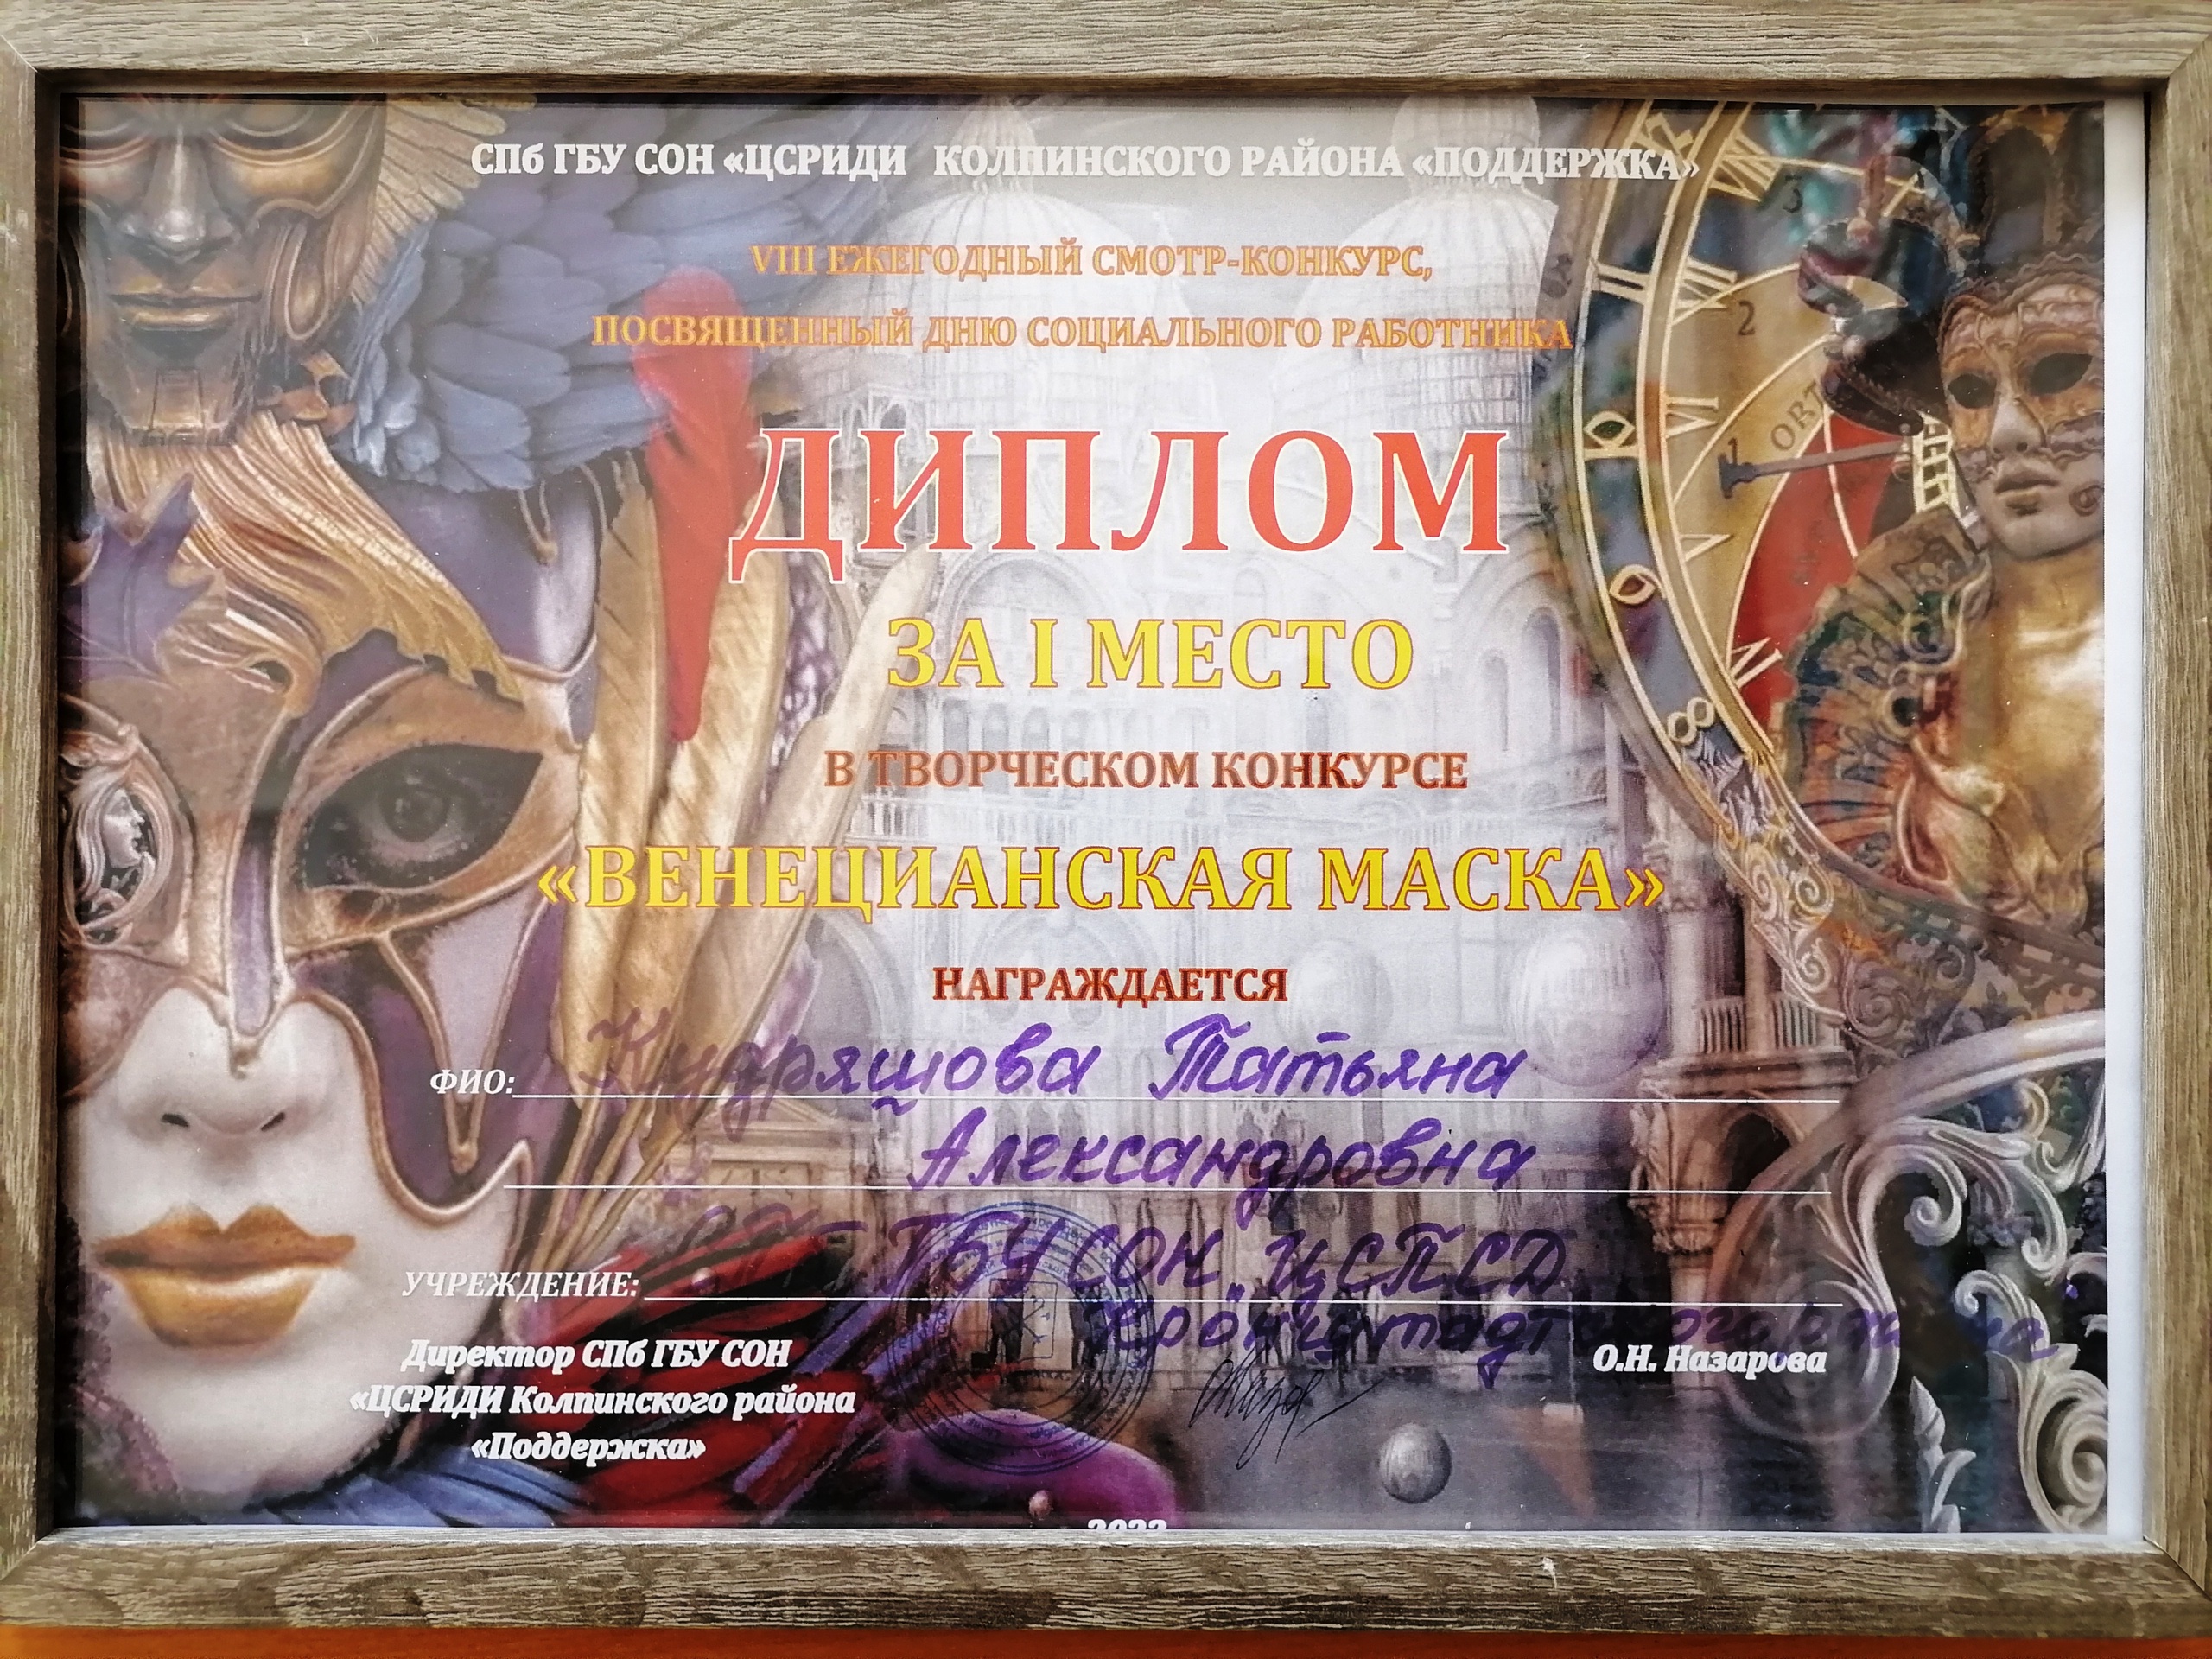 СПб ГБУ СОН «ЦСРИДИ КОЛПИНСКОГО РАЙОНА «ПОДДЕРЖКА»
VIII ЕЖЕГОДНЫЙ СМОТР-КОНКУРС,
ПОСВЯЩЕННЫЙ ДНЮ СОЦИАЛЬНОГО РАБОТНИКА
ДИПЛОМ
ЗА I МЕСТО
В ТВОРЧЕСКОМ КОНКУРСЕ
«ВЕНЕЦИАНСКАЯ МАСКА»
НАГРАЖДАЕТСЯ
ФИО: Кудряшова Татьяна
Александровна
УЧРЕЖДЕНИЕ: ГБУ СОН „ЦСПСД
Кронштадтского района
Директор СПб ГБУ СОН
«ЦСРИДИ Колпинского района
«Поддержка»
О.Н. Назарова